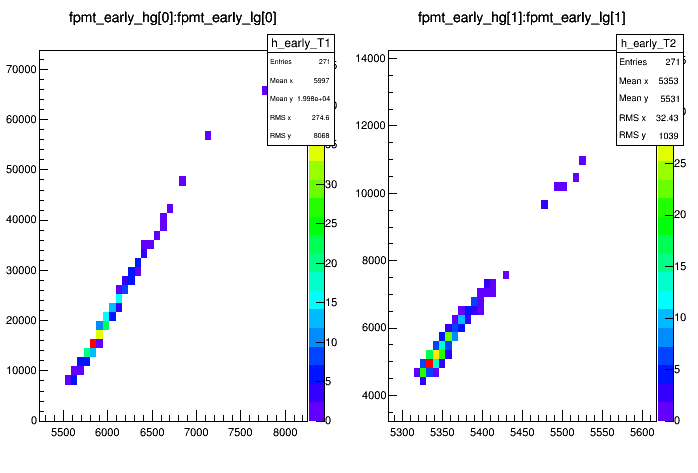 fpmt_early_hg[0]:fpmt_early_lg[0]
h_early_T1
Entries 271
Mean x 5997
Mean y 1.998e+04
RMS x 274.6
RMS y 8068
70000
60000
50000
40000
30000
20000
10000
5500 6000 6500 7000 7500 8000
30
25
20
15
10
5
0
fpmt_early_hg[1]:fpmt_early_lg[1]
h_early_T2
Entries 271
Mean x 5353
Mean y 5531
RMS x 32.43
RMS y 1039
14000
12000
10000
8000
6000
4000
5300 5350 5400 5450 5500 5550 5600
25
20
15
10
5
0